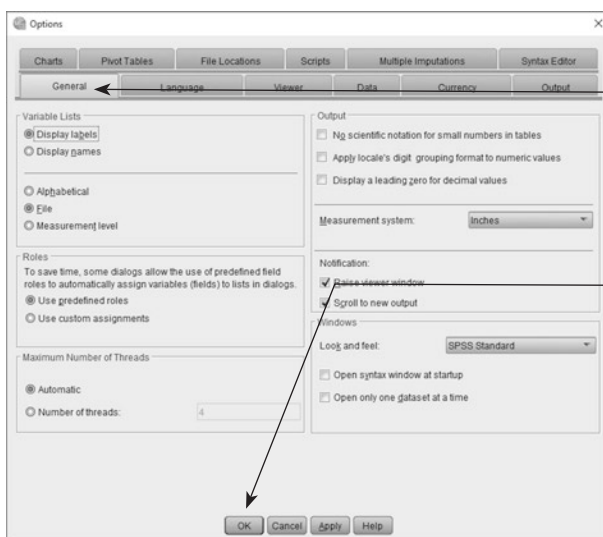 Options
Charts Pivot Tables File Locations Scripts Multiple Imputations Syntax Editor
General Language Viewer Data Currency Output
Variable Lists
Display labels
Display names
Alphabetical
File
Measurement level
Roles
To save time, some dialogs allow the use of predefined field
roles to automatically assign variables (fields) to lists in dialogs.
Use predefined roles
Use custom assignments
Maximum Number of Threads
Automatic
Number of threads: 4
Output
No scientific notation for small numbers in tables
Apply locale's digit grouping format to numeric values
Display a leading zero for decimal values
Measurement system: Inches
Notification:
Raise viewer window
Scroll to new output
Windows
Look and feel: SPSS Standard
Open syntax window at startup
Open only one dataset at a time
OK Cancel Apply Help